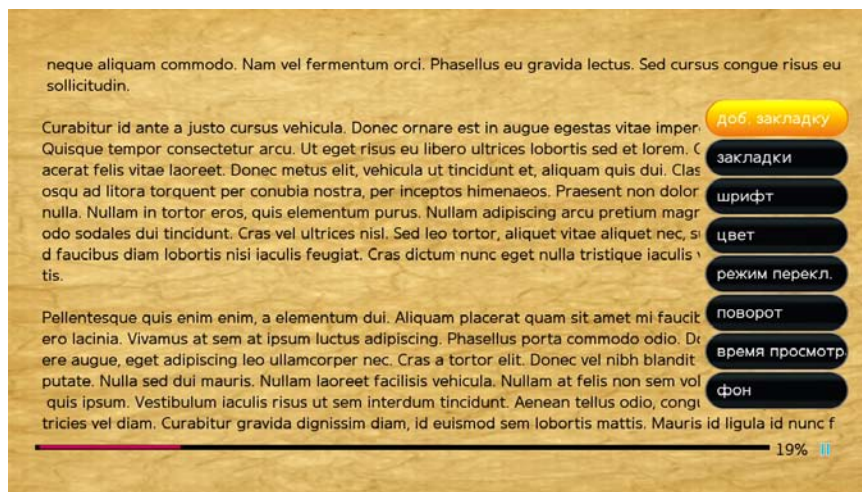 neque aliquam commodo. Nam vel fermentum orci. Phasellus eu gravida lectus. Sed cursus congue risus eu
sollicitudin.
Curabitur id ante a justo cursus vehicula. Donec ornare est in augue egestas vitae imper
Quisque tempor consectetur arcu. Ut eget risus eu libero ultrices lobortis sed et lorem.
acerat felis vitae laoreet. Donec metus elit, vehicula ut tincidunt et, aliquam quis dui. Clas
osqu ad litora torquent per conubia nostra, per inceptos himenaeos. Praesent non dolor
nulla. Nullam in tortor eros, quis elementum purus. Nullam adipiscing arcu pretium magr
odo sodales dui tincidunt. Cras vel ultrices nisl. Sed leo tortor, aliquet vitae aliquet nec,
d faucibus diam lobortis nisi iaculis feugiat. Cras dictum nunc eget nulla tristique iaculis
tis.
Pellentesque quis enim enim, a elementum dui. Aliquam placerat quam sit amet mi faucit
ero lacinia. Vivamus at sem at ipsum luctus adipiscing. Phasellus porta commodo odio.
ere augue, eget adipiscing leo ullamcorper nec. Cras a tortor elit. Donec vel nibh blandit
putate. Nulla sed dui mauris. Nullam laoreet facilisis vehicula. Nullam at felis non sem vol
quis ipsum. Vestibulum iaculis risus ut sem interdum tincidunt. Aenean tellus odio, cong
tricies vel diam. Curabitur gravida dignissim diam, id euismod sem lobortis mattis. Mauris id ligula id nunc f
доб. закладку
закладки
шрифт
цвет
режим перекл.
поворот
время просмотр
фон
19%